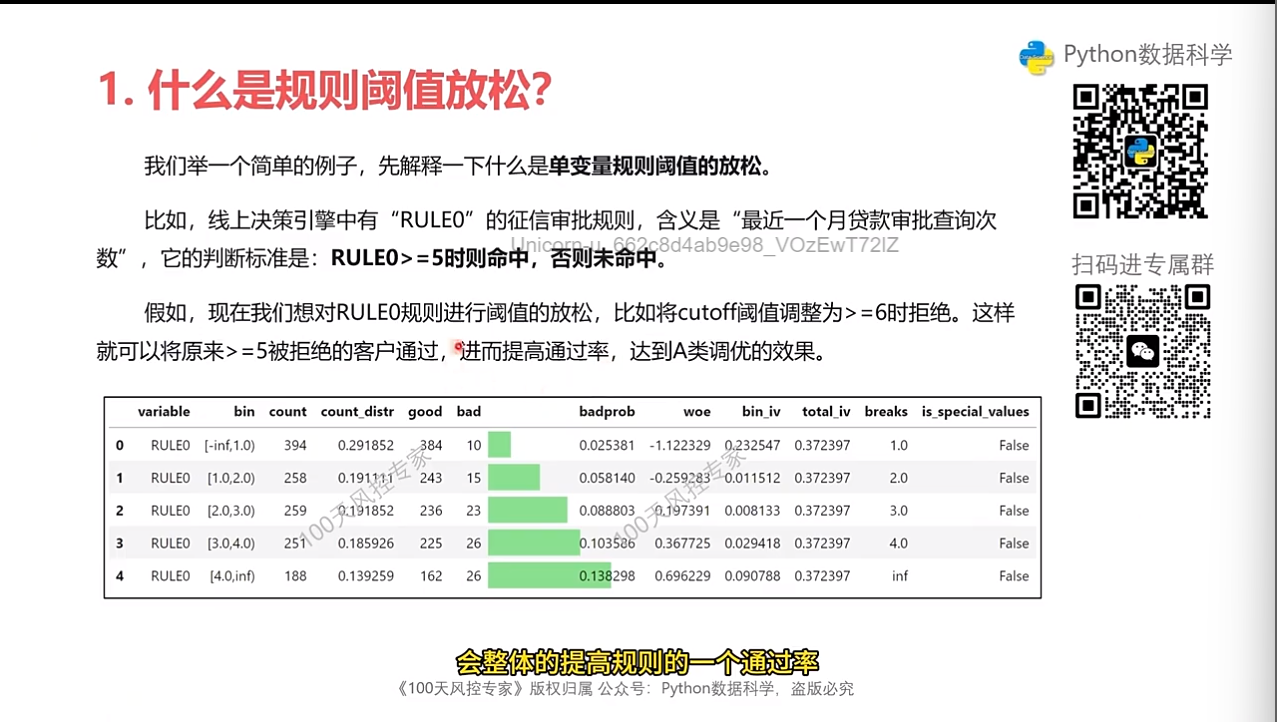 1. 什么是规则阈值放松？
Python数据科学
我们举一个简单的例子，先解释一下什么是单变量规则阈值的放松。
比如，线上决策引擎中有“RULE0”的征信审批规则，含义是“最近一个月贷款审批查询次
数”，它的判断标准是：RULE0>=5时则命中，否则未命中。
Unicorn-u_662c8d4ab9e98_VOzEwT72IZ
扫码进专属群
假如，现在我们想对RULE0规则进行阈值的放松，比如将cutoff阈值调整为>=6时拒绝。这样
就可以将原来>=5被拒绝的客户通过，进而提高通过率，达到A类调优的效果。
variable bin count count_distr good bad badprob woe bin_iv total_iv breaks is_special_values
0 RULE0 [-inf,1.0) 394 0.291852 384 10 0.025381 -1.122329 0.232547 0.372397 1.0 False
1 RULE0 [1.0,2.0) 258 0.191111 243 15 0.058140 -0.259283 0.011512 0.372397 2.0 False
2 RULE0 [2.0,3.0) 259 0.191852 236 23 0.088803 0.197391 0.008133 0.372397 3.0 False
3 RULE0 [3.0,4.0) 251 0.185926 225 26 0.103586 0.367725 0.029418 0.372397 4.0 False
4 RULE0 [4.0,inf) 188 0.139259 162 26 0.138298 0.696229 0.090788 0.372397 inf False
100天风控专家
100天风控专家
会整体的提高规则的一个通过率
《100天风控专家》版权归属 公众号：Python数据科学，盗版必究